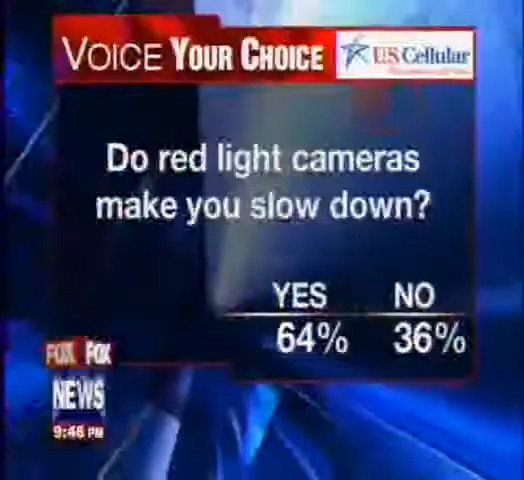 VOICE YOUR CHOICE
US Cellular
Do red light cameras
make you slow down?
YES NO
64% 36%
FOX FOX
NEWS
9:46 PM